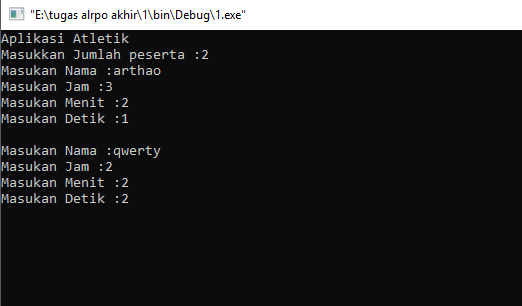 "E:\tugas alrpo akhir\1\bin\Debug\1.exe"
Aplikasi Atletik
Masukkan Jumlah peserta :2
Masukan Nama :arthao
Masukan Jam :3
Masukan Menit :2
Masukan Detik :1
Masukan Nama :qwerty
Masukan Jam :2
Masukan Menit :2
Masukan Detik :2